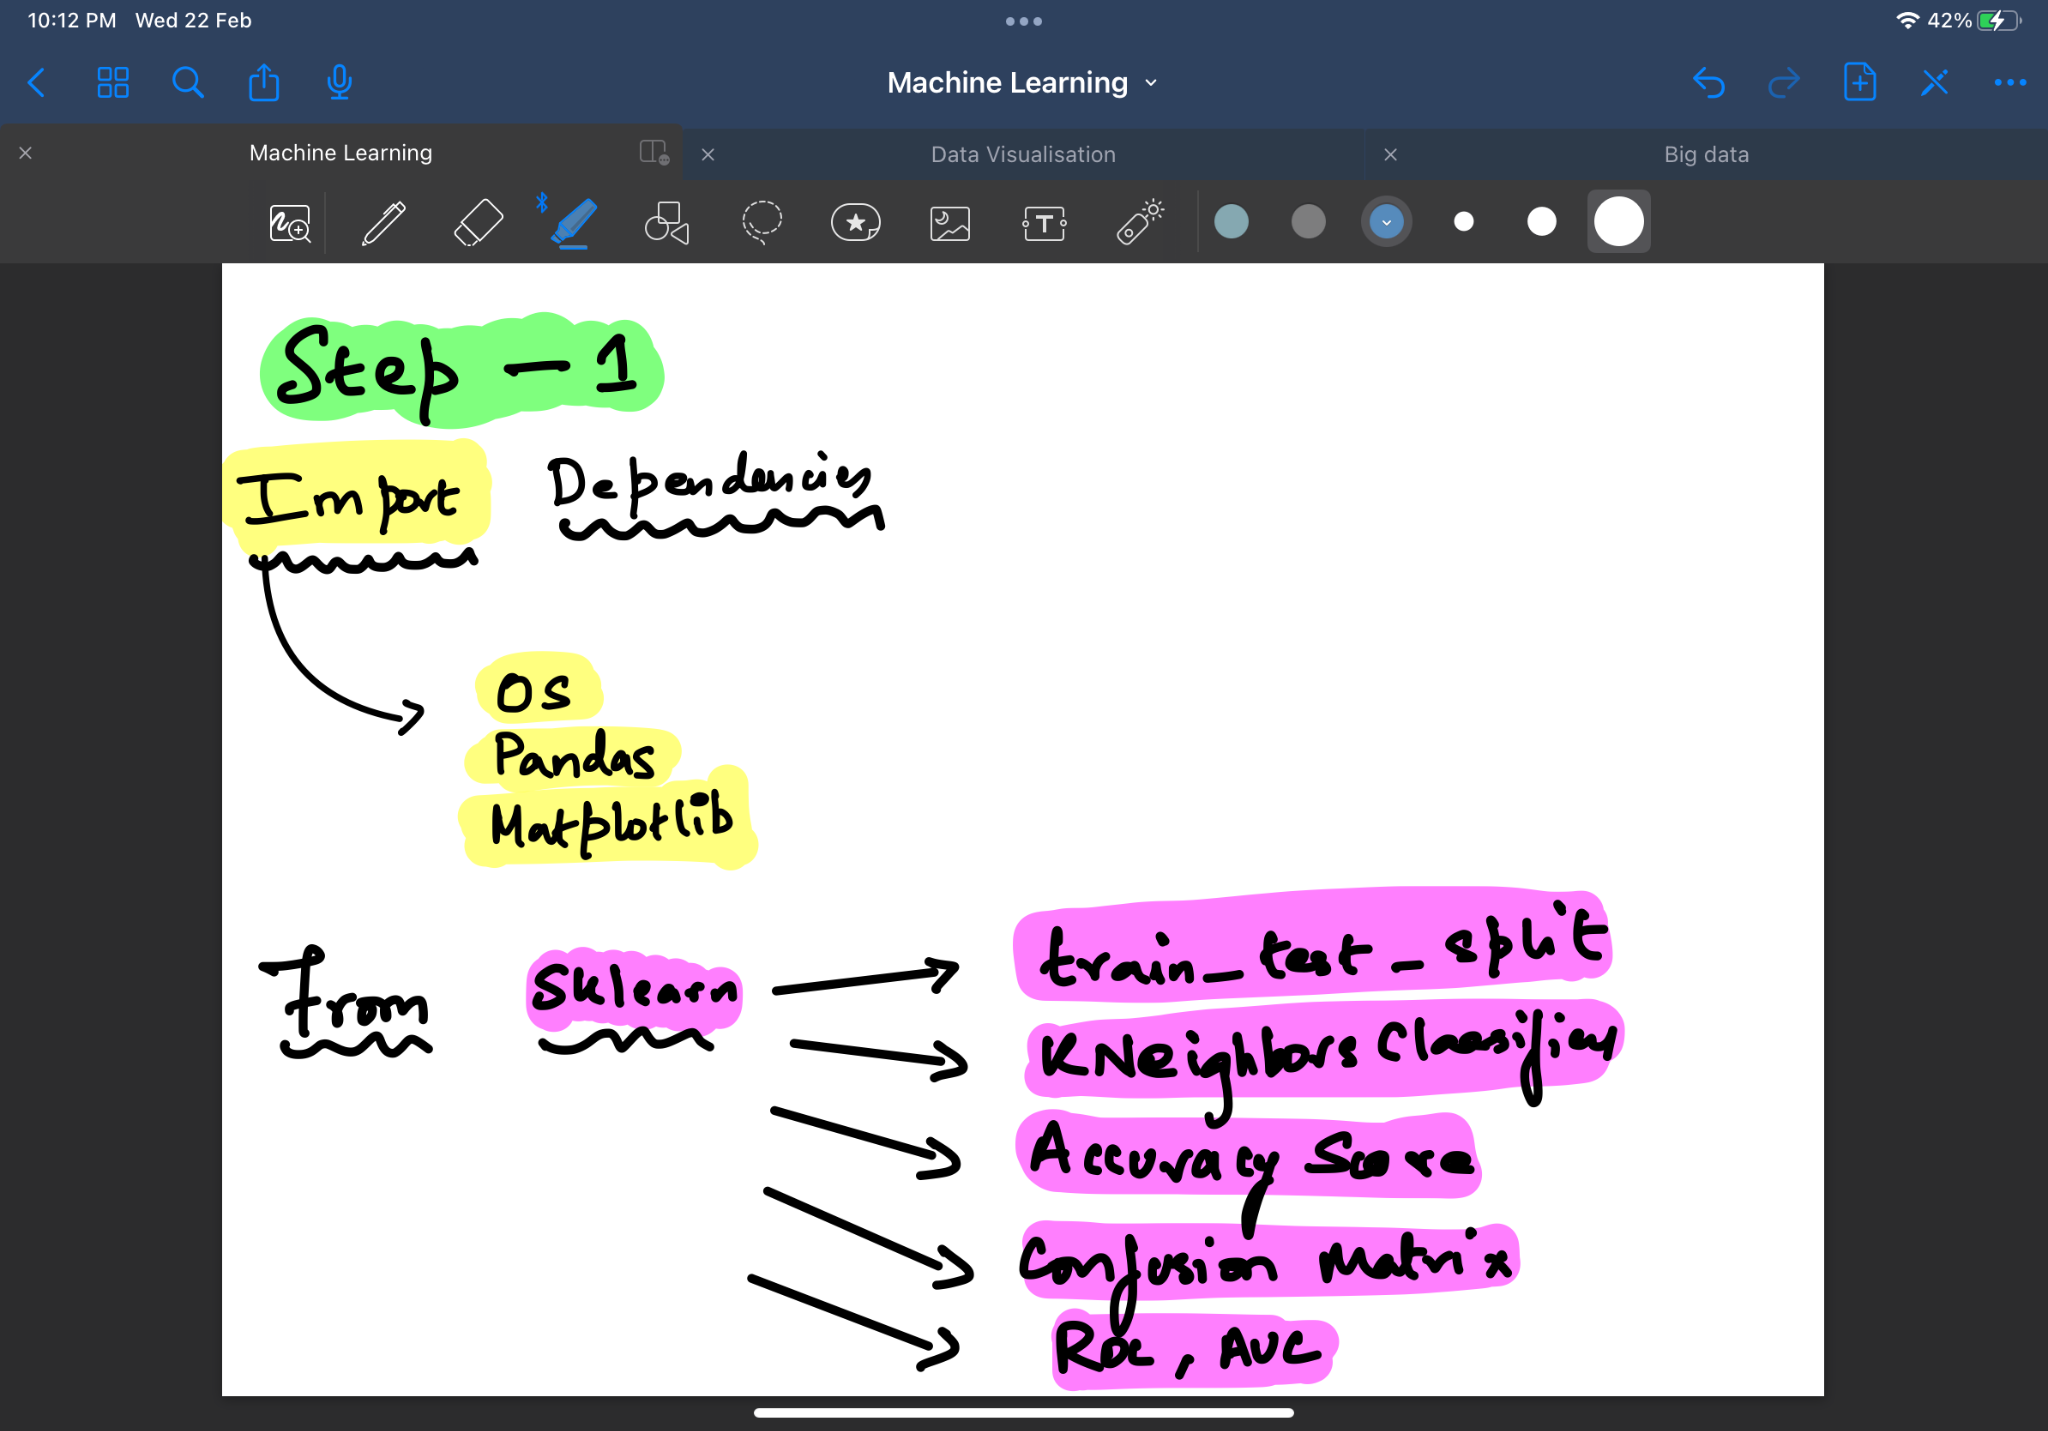 10:12 PM Wed 22 Feb 42%
Machine Learning
Machine Learning Data Visualisation Big data
T
Step - 1
Import Dependencies
OS
Pandas
Matplotlib
From Sklearn train_test_split
KNeighbors Classifier
Accuracy Score
Confusion Matrix
Roc, AUC